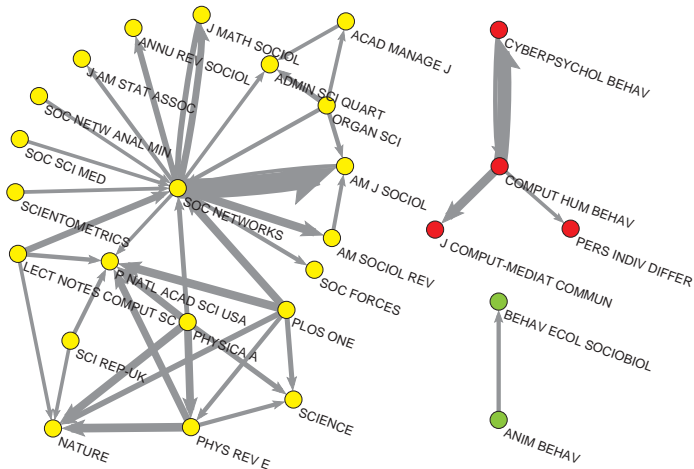 J MATH SOCIOL
ACAD MANAGE J
ANNU REV SOCIOL
CYBERPSYCHOL BEHAV
J AM STAT ASSOC
ADMIN SCI QUART
SOC NETW ANAL MIN
ORGAN SCI
SOC SCI MED
AM J SOCIOL
COMPUT HUM BEHAV
SCIENTOMETRICS
SOC NETWORKS
J COMPUT-MEDIAT COMMUN
PERS INDIV DIFFER
AM SOCIOL REV
LECT NOTES COMPUT SC
P NATL ACAD SCI USA
SOC FORCES
BEHAV ECOL SOCIOBIOL
PLOS ONE
PHYSICA A
SCI REP-UK
SCIENCE
ANIM BEHAV
NATURE
PHYS REV E